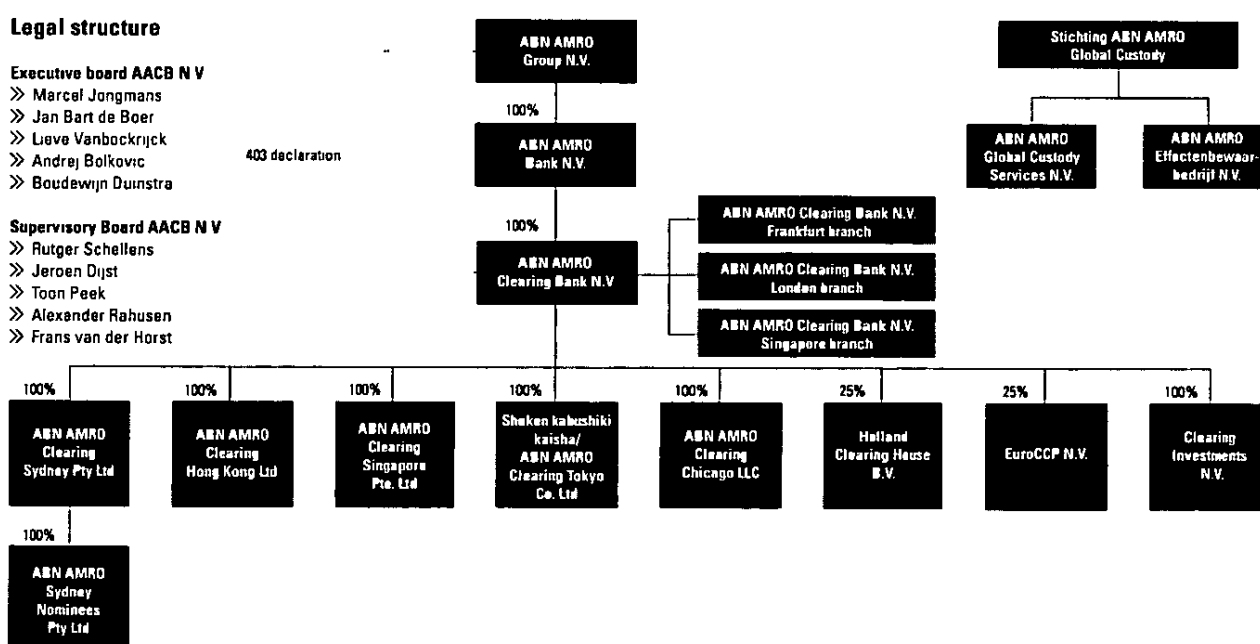 Legal structure
Executive board AACB N V
>> Marcel Jongmans
>> Jan Bart de Boer
>> Lieve Vanbockrijck
>> Andrej Bolkovic
>> Boudewijn Duinstra
403 declaration
Supervisory Board AACB N V
>> Rutger Schellens
>> Jeroen Dijst
>> Toon Peek
>> Alexander Rahusen
>> Frans van der Horst
ABN AMRO
Group N.V.
100%
ABN AMRO
Bank N.V.
100%
ABN AMRO
Clearing Bank N.V
ABN AMRO Clearing Bank N.V.
Frankfurt branch
ABN AMRO Clearing Bank N.V.
London branch
ABN AMRO Clearing Bank N.V.
Singapore branch
Stichting ABN AMRO
Global Custody
ABN AMRO
Global Custody
Services N.V.
ABN AMRO
Effectenbewaar-
bedrijf N.V.
100%
ABN AMRO
Clearing
Sydney Pty Ltd
100%
ABN AMRO
Sydney
Nominees
Pty Ltd
100%
ABN AMRO
Clearing
Hong Kong Ltd
100%
ABN AMRO
Clearing
Singapore
Pte. Ltd
100%
Shoken kabushiki
kaisha/
ABN AMRO
Clearing Tokyo
Co. Ltd
100%
ABN AMRO
Clearing
Chicago LLC
25%
Holland
Clearing House
B.V.
25%
EuroCCP N.V.
100%
Clearing
Investments
N.V.